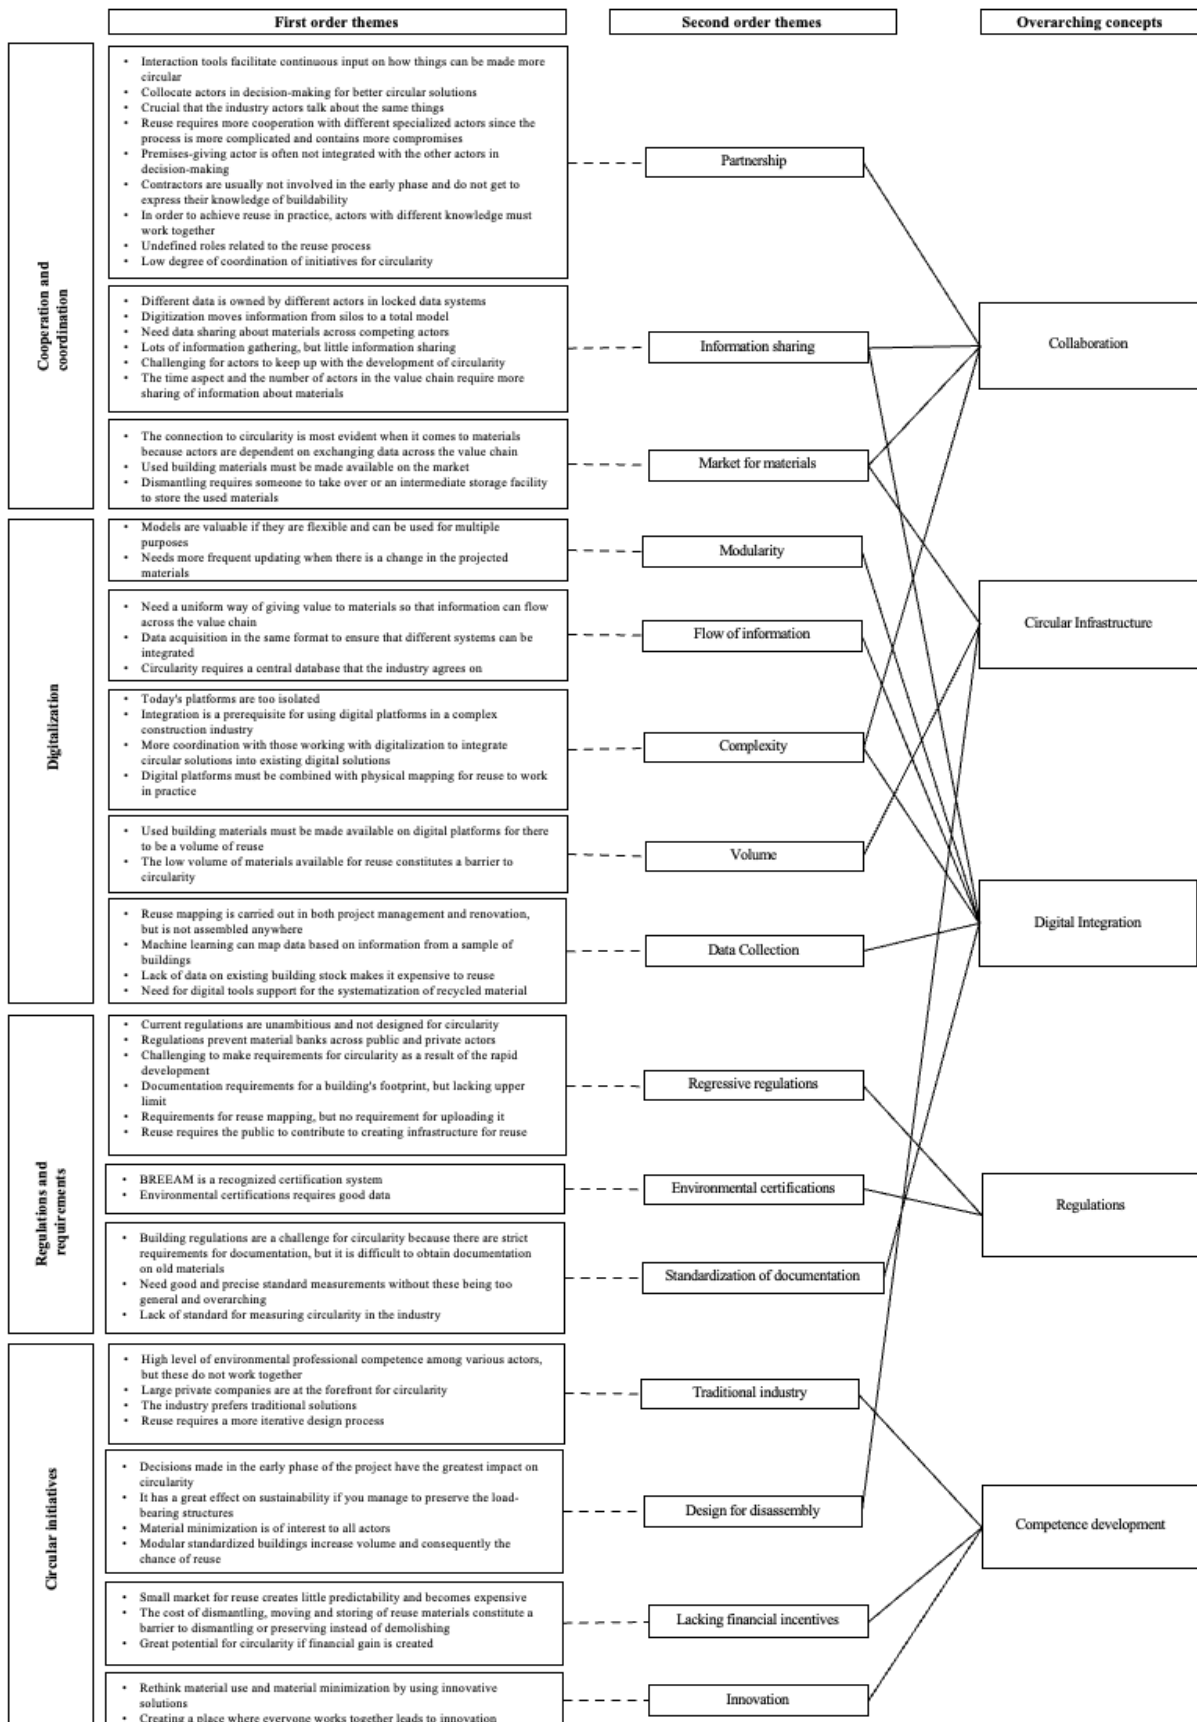 First order themes
Second order themes
Overarching concepts
Cooperation and
coordination
• Interaction tools facilitate continuous input on how things can be made more
circular
• Collocate actors in decision-making for better circular solutions
• Crucial that the industry actors talk about the same things
• Reuse requires more cooperation with different specialized actors since the
process is more complicated and contains more compromises
• Premises-giving actor is often not integrated with the other actors in
decision-making
• Contractors are usually not involved in the early phase and do not get to
express their knowledge of buildability
• In order to achieve reuse in practice, actors with different knowledge must
work together
• Undefined roles related to the reuse process
• Low degree of coordination of initiatives for circularity
Partnership
• Different data is owned by different actors in locked data systems
• Digitization moves information from silos to a total model
• Need data sharing about materials across competing actors
• Lots of information gathering, but little information sharing
• Challenging for actors to keep up with the development of circularity
• The time aspect and the number of actors in the value chain require more
sharing of information about materials
Information sharing
Collaboration
• The connection to circularity is most evident when it comes to materials
because actors are dependent on exchanging data across the value chain
• Used building materials must be made available on the market
• Dismantling requires someone to take over or an intermediate storage facility
to store the used materials
Market for materials
Digitalization
• Models are valuable if they are flexible and can be used for multiple
purposes
• Needs more frequent updating when there is a change in the projected
materials
Modularity
• Need a uniform way of giving value to materials so that information can flow
across the value chain
• Data acquisition in the same format to ensure that different systems can be
integrated
• Circularity requires a central database that the industry agrees on
Flow of information
Circular Infrastructure
• Today's platforms are too isolated
• Integration is a prerequisite for using digital platforms in a complex
construction industry
• More coordination with those working with digitalization to integrate
circular solutions into existing digital solutions
• Digital platforms must be combined with physical mapping for reuse to work
in practice
Complexity
• Used building materials must be made available on digital platforms for there
to be a volume of reuse
• The low volume of materials available for reuse constitutes a barrier to
circularity
Volume
• Reuse mapping is carried out in both project management and renovation,
but is not assembled anywhere
• Machine learning can map data based on information from a sample of
buildings
• Lack of data on existing building stock makes it expensive to reuse
• Need for digital tools support for the systematization of recycled material
Data Collection
Digital Integration
Regulations and
requirements
• Current regulations are unambitious and not designed for circularity
• Regulations prevent material banks across public and private actors
• Challenging to make requirements for circularity as a result of the rapid
development
• Documentation requirements for a building's footprint, but lacking upper
limit
• Requirements for reuse mapping, but no requirement for uploading it
• Reuse requires the public to contribute to creating infrastructure for reuse
Regressive regulations
• BREEAM is a recognized certification system
• Environmental certifications requires good data
Environmental certifications
Regulations
• Building regulations are a challenge for circularity because there are strict
requirements for documentation, but it is difficult to obtain documentation
on old materials
• Need good and precise standard measurements without these being too
general and overarching
• Lack of standard for measuring circularity in the industry
Standardization of documentation
Circular initiatives
• High level of environmental professional competence among various actors,
but these do not work together
• Large private companies are at the forefront for circularity
• The industry prefers traditional solutions
• Reuse requires a more iterative design process
Traditional industry
• Decisions made in the early phase of the project have the greatest impact on
circularity
• It has a great effect on sustainability if you manage to preserve the load-
bearing structures
• Material minimization is of interest to all actors
• Modular standardized buildings increase volume and consequently the
chance of reuse
Design for disassembly
Competence development
• Small market for reuse creates little predictability and becomes expensive
• The cost of dismantling, moving and storing of reuse materials constitute a
barrier to dismantling or preserving instead of demolishing
• Great potential for circularity if financial gain is created
Lacking financial incentives
• Rethink material use and material minimization by using innovative
solutions
• Creating a place where everyone works together leads to innovation
Innovation